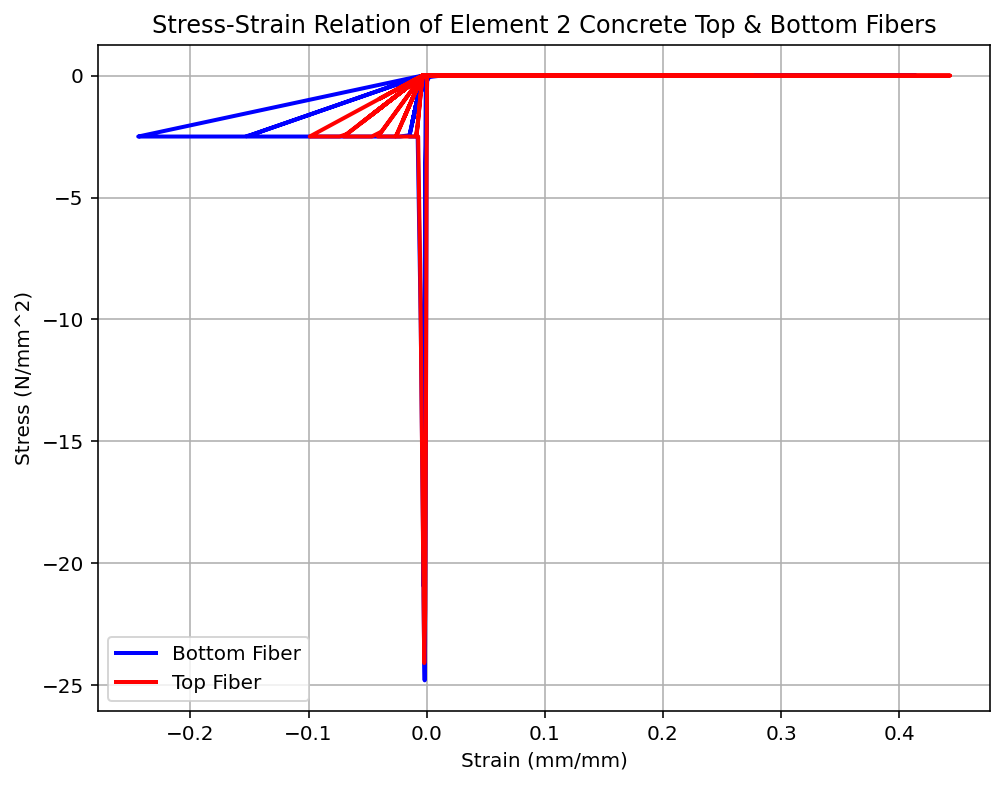 Stress-Strain Relation of Element 2 Concrete Top & Bottom Fibers
Stress (N/mm^2)
0
−5
−10
−15
−20
−25
Bottom Fiber
Top Fiber
−0.2 −0.1 0.0 0.1 0.2 0.3 0.4
Strain (mm/mm)